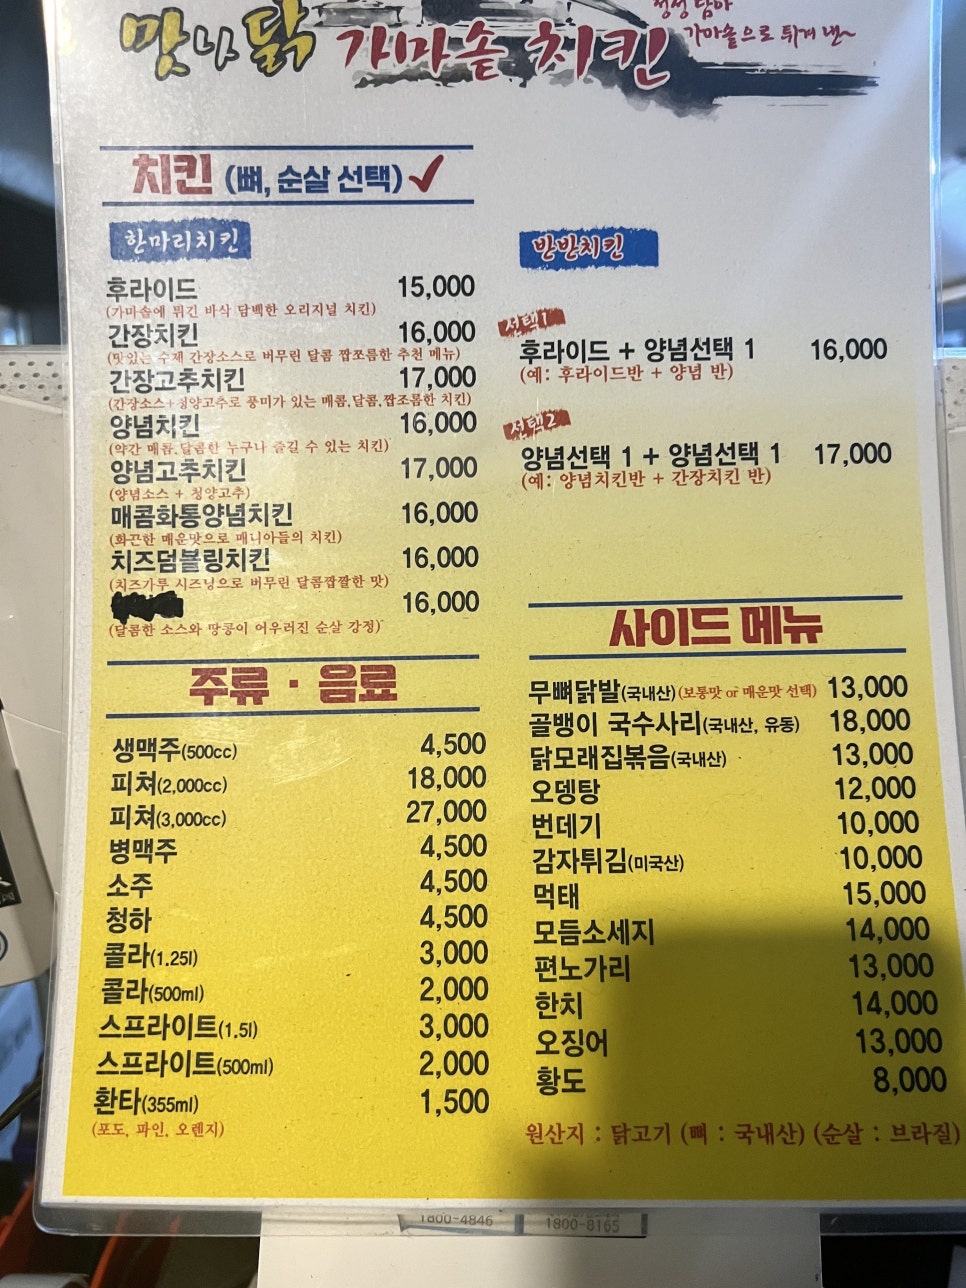 맛나닭 가마솥 치킨
정성 담아
가마솥으로 튀겨 낸~
치킨 (뼈, 순살 선택)
한마리치킨
후라이드 15,000
(가마솥에 튀긴 바삭 담백한 오리지널 치킨)
간장치킨 16,000
(맛있는 수제 간장소스로 버무린 달콤 짭쪼름한 추천 메뉴)
간장고추치킨 17,000
(간장소스+청양고추로 풍미가 있는 매콤,달콤,짭조롬한 치킨)
양념치킨 16,000
(약간 매콤,달콤한 누구나 즐길 수 있는 치킨)
양념고추치킨 17,000
(양념소스 + 청양고추)
매콤화통양념치킨 16,000
(화끈한 매운맛으로 매니아들의 치킨)
치즈덤블링치킨 16,000
(치즈가루 시즈닝으로 버무린 달콤짭짤한 맛)
16,000
(달콤한 소스와 땅콩이 어우러진 순살 강정)
반반치킨
선택1
후라이드 + 양념선택 1 16,000
(예: 후라이드반 + 양념 반)
선택2
양념선택 1 + 양념선택 1 17,000
(예: 양념치킨반 + 간장치킨 반)
주류 · 음료
생맥주(500cc) 4,500
피쳐(2,000cc) 18,000
피쳐(3,000cc) 27,000
병맥주 4,500
소주 4,500
청하 4,500
콜라(1.25l) 3,000
콜라(500ml) 2,000
스프라이트(1.5l) 3,000
스프라이트(500ml) 2,000
환타(355ml) 1,500
(포도, 파인, 오렌지)
사이드 메뉴
무뼈닭발(국내산)(보통맛 or 매운맛 선택) 13,000
골뱅이 국수사리(국내산, 유동) 18,000
닭모래집볶음(국내산) 13,000
오뎅탕 12,000
번데기 10,000
감자튀김(미국산) 10,000
먹태 15,000
모듬소세지 14,000
편노가리 13,000
한치 14,000
오징어 13,000
황도 8,000
원산지 : 닭고기 (뼈 : 국내산) (순살 : 브라질)
1800-4846
1800-8165